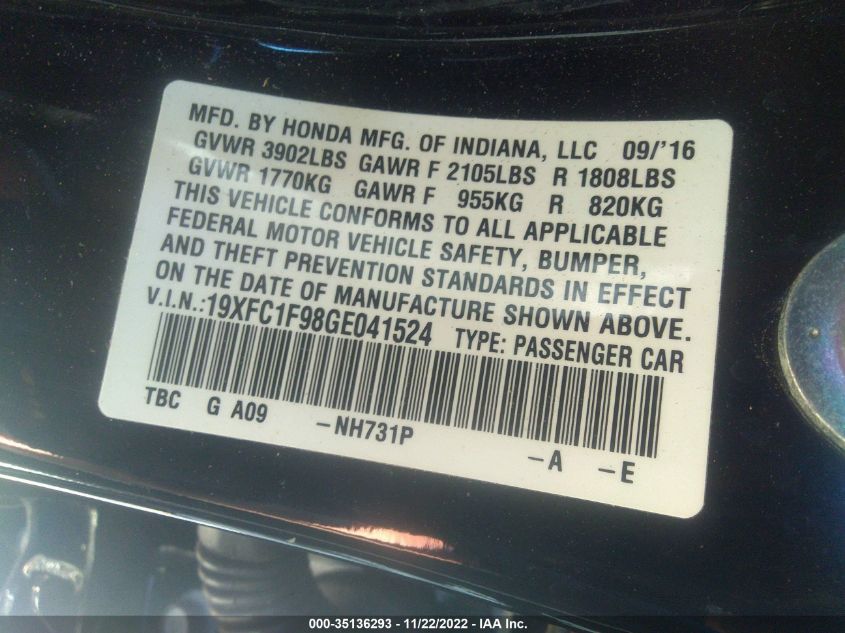 MFD. BY HONDA MFG. OF INDIANA, LLC 09/'16
GVWR 3902LBS GAWR F 2105LBS R 1808LBS
GVWR 1770KG GAWR F 955KG R 820KG
THIS VEHICLE CONFORMS TO ALL APPLICABLE
FEDERAL MOTOR VEHICLE SAFETY, BUMPER,
AND THEFT PREVENTION STANDARDS IN EFFECT
ON THE DATE OF MANUFACTURE SHOWN ABOVE.
V.I.N.:19XFC1F98GE041524 TYPE: PASSENGER CAR
TBC G A09 -NH731P -A -E
000-35136293 - 11/22/2022 - IAA Inc.